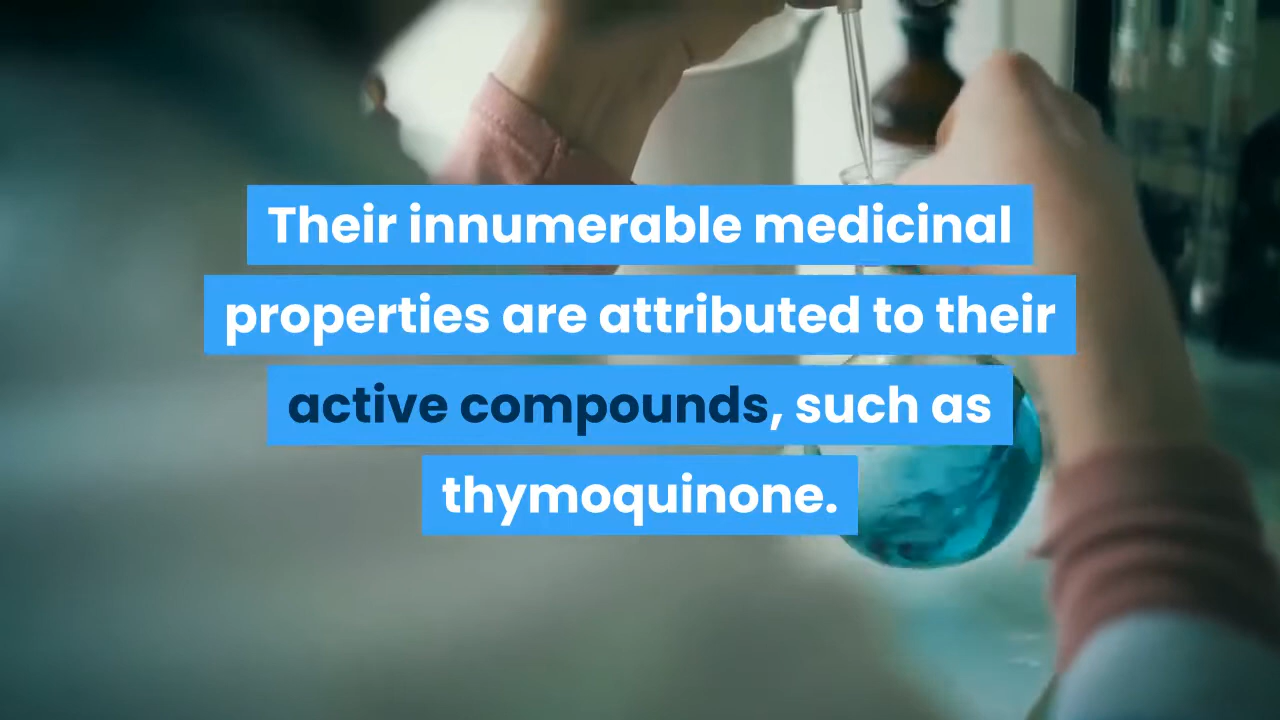 Their innumerable medicinal
properties are attributed to their
active compounds, such as
thymoquinone.